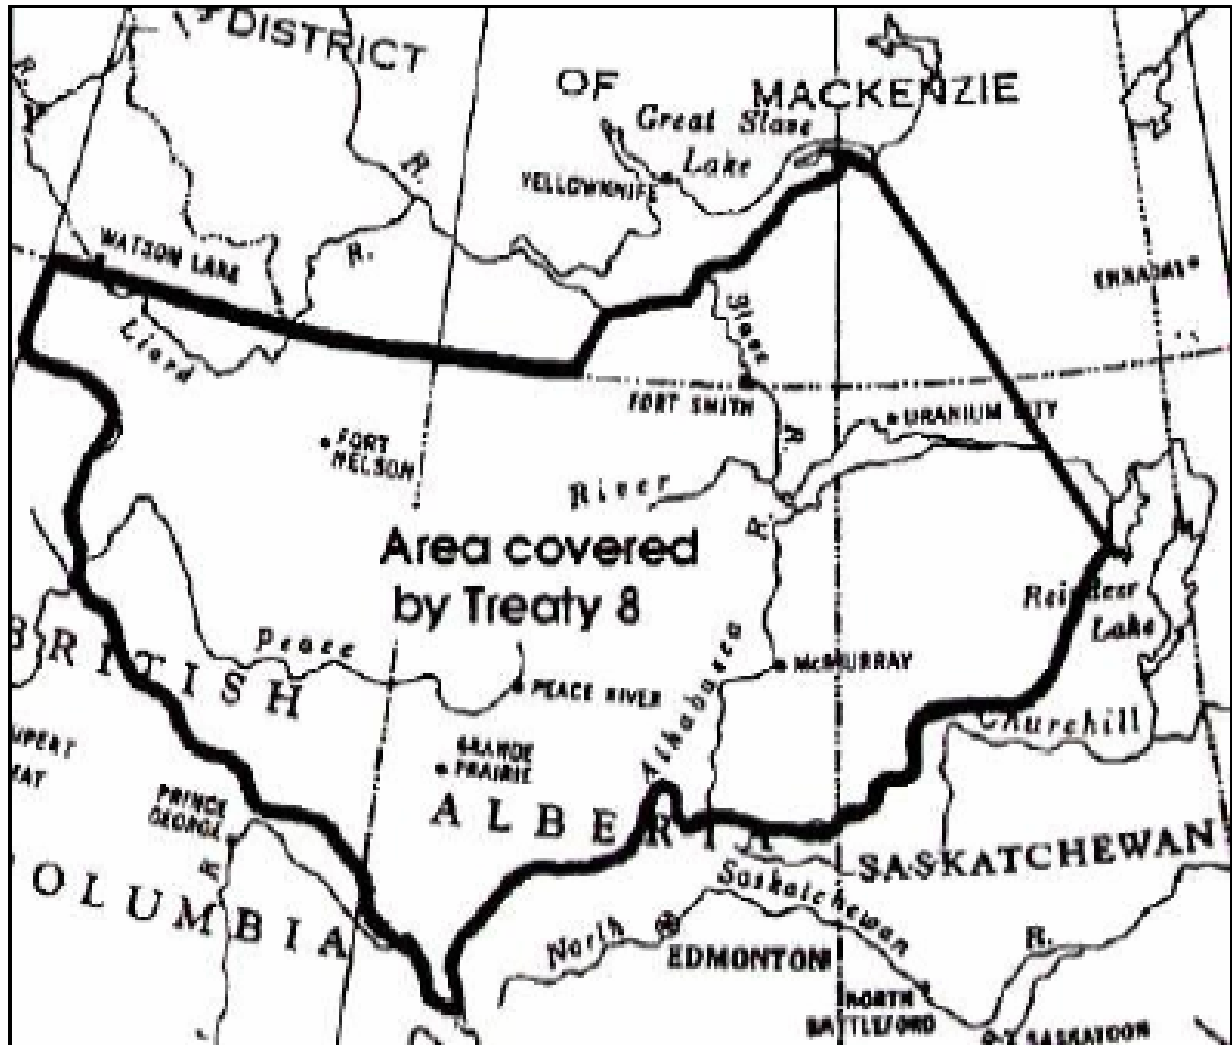 DISTRICT
OF
MACKENZIE
R.
Great Slave
Lake
R.
YELLOWKNIFE
WATSON LAKE
R.
ENNADAI
Liard
Slave
FORT SMITH
URANIUM CITY
FORT
NELSON
R.
River
R.
Area covered
by Treaty 8
Reindeer
Lake
BRITISH
Peace
Athabasca
McMURRAY
PEACE RIVER
Churchill
UPERT
GRANDE
PRAIRIE
PRINCE
GEORGE
ALBERTA
SASKATCHEWAN
R
OLUMBIA
Saskatchewan
North
R.
EDMONTON
NORTH
BATTLEFORD
SASKATOON